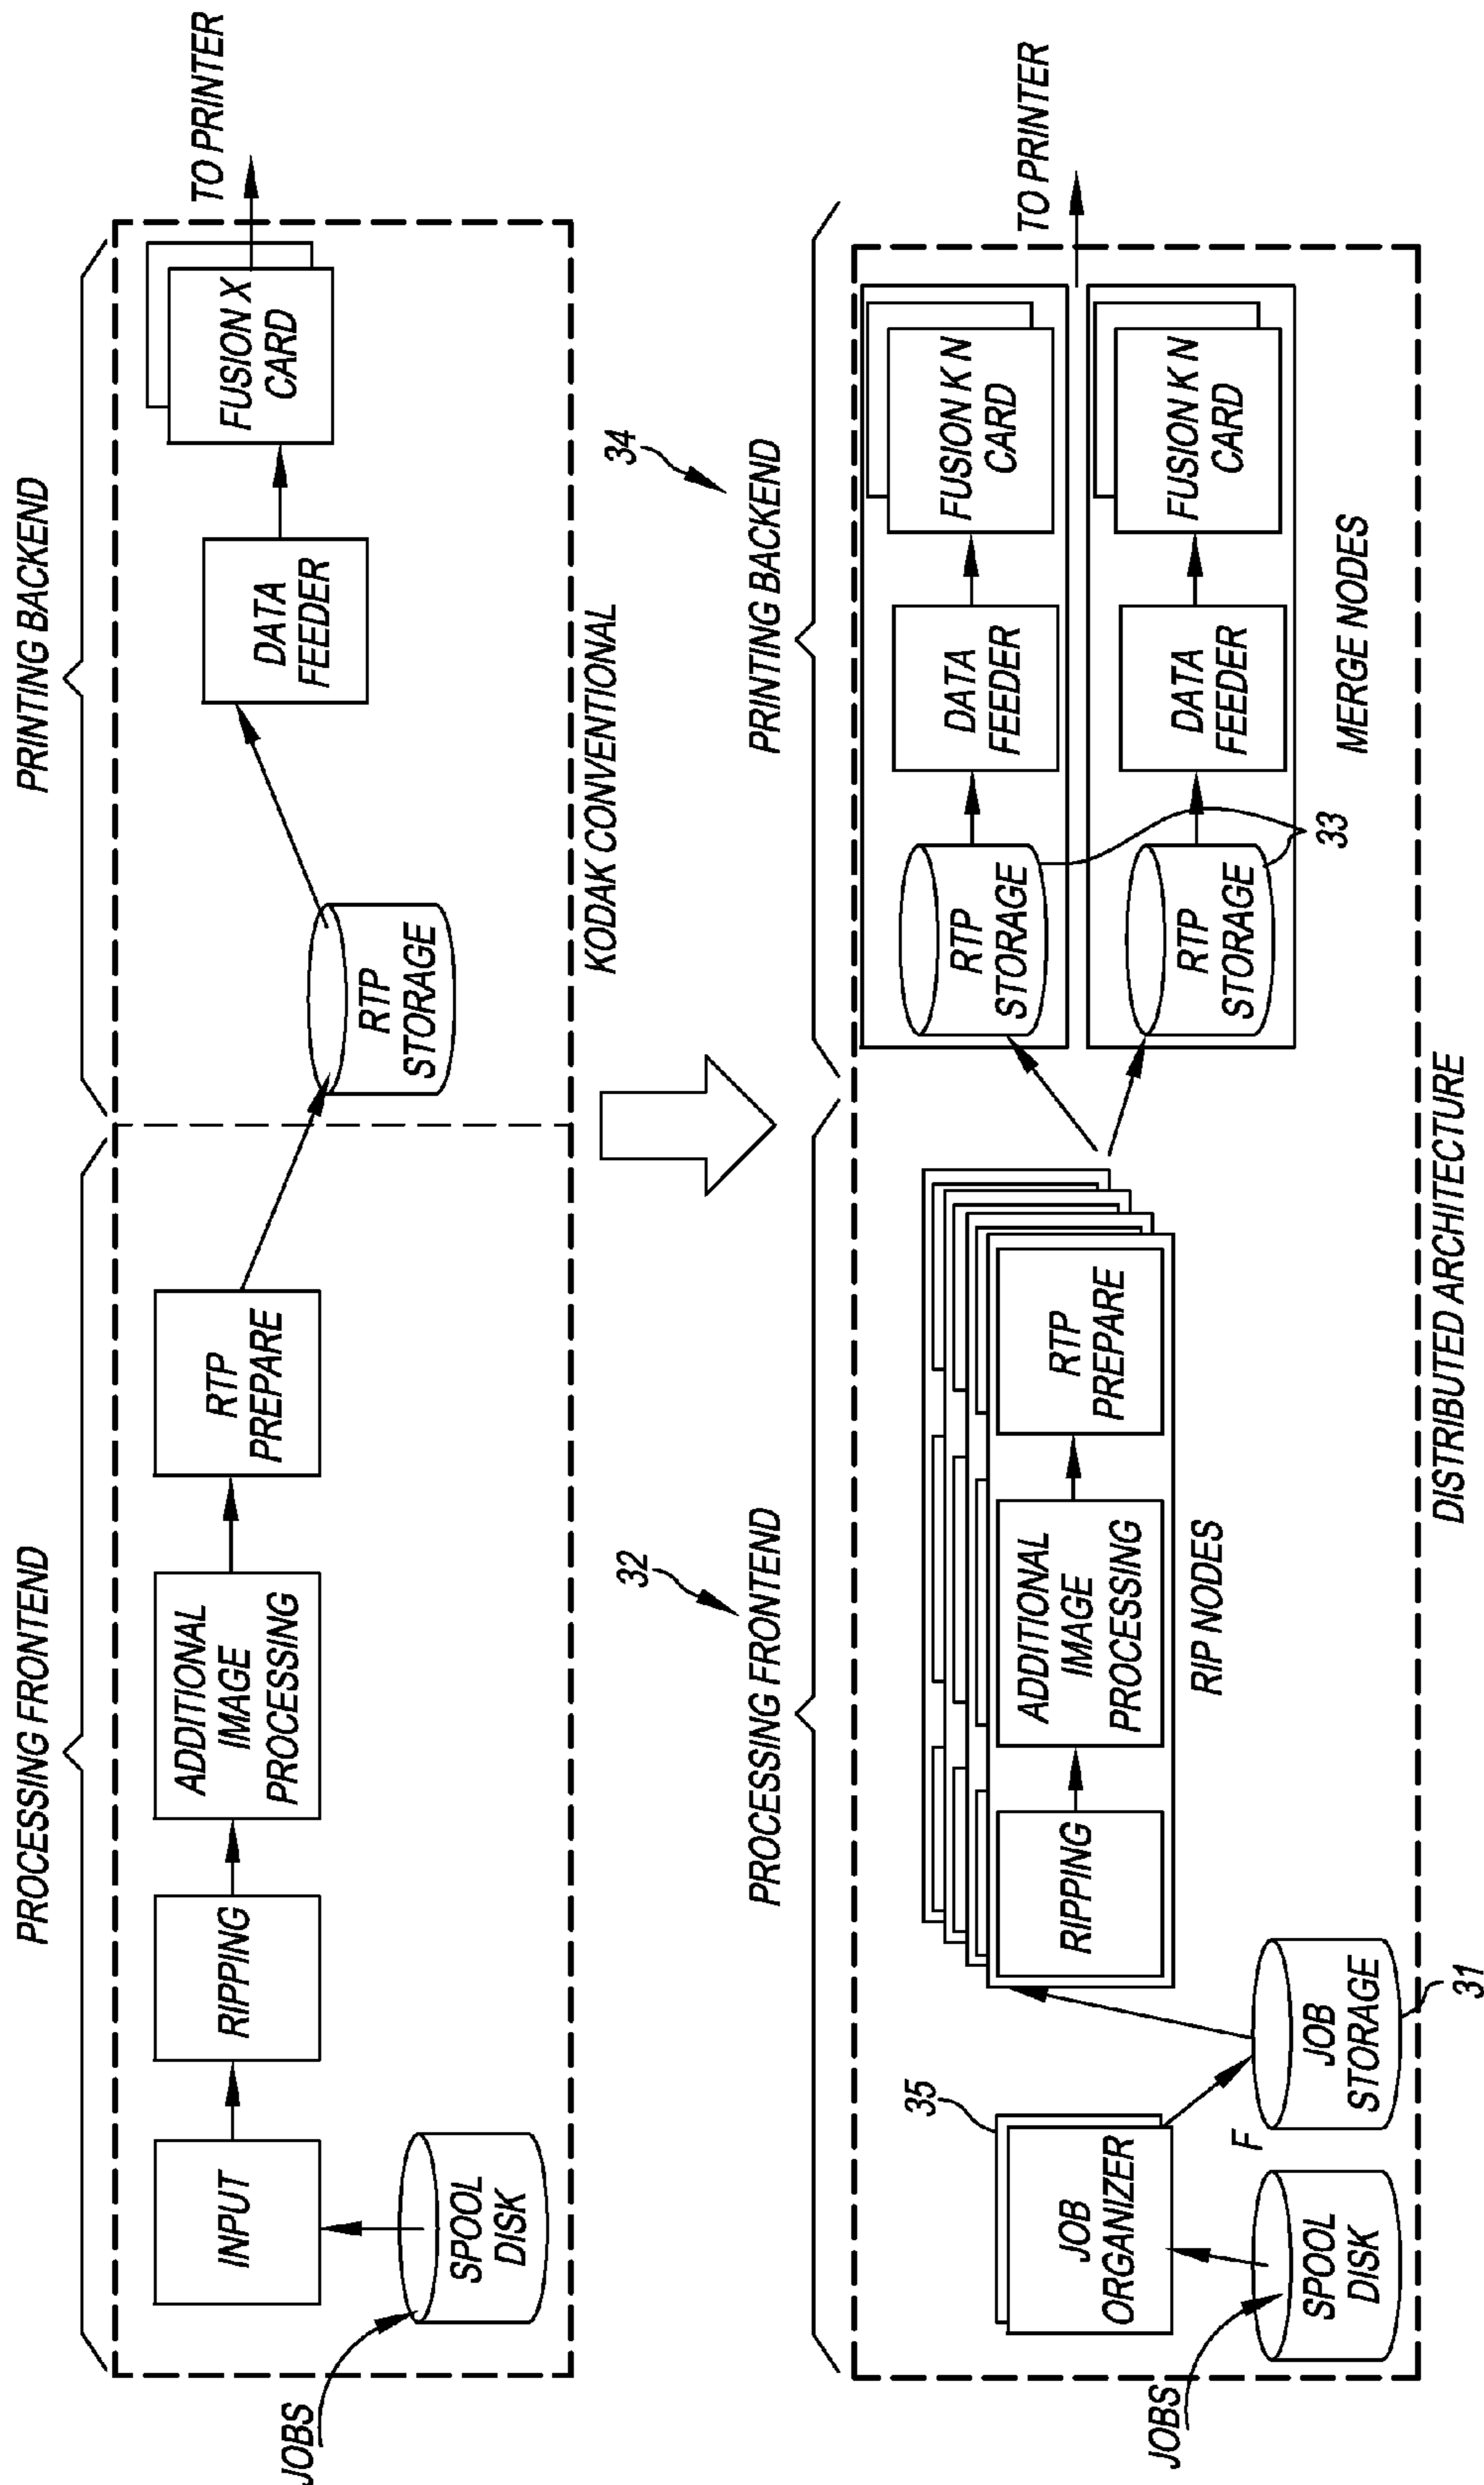 PROCESSING FRONTEND
PRINTING BACKEND
JOBS
SPOOL
DISK
INPUT
RIPPING
ADDITIONAL
IMAGE
PROCESSING
RTP
PREPARE
RTP
STORAGE
DATA
FEEDER
FUSION X
CARD
TO PRINTER
KODAK CONVENTIONAL
32
34
PROCESSING FRONTEND
PRINTING BACKEND
JOBS
SPOOL
DISK
JOB
ORGANIZER
35
F
JOB
STORAGE
31
RIPPING
ADDITIONAL
IMAGE
PROCESSING
RTP
PREPARE
RIP NODES
RTP
STORAGE
DATA
FEEDER
FUSION K N
CARD
RTP
STORAGE
DATA
FEEDER
FUSION K N
CARD
33
MERGE NODES
TO PRINTER
DISTRIBUTED ARCHITECTURE